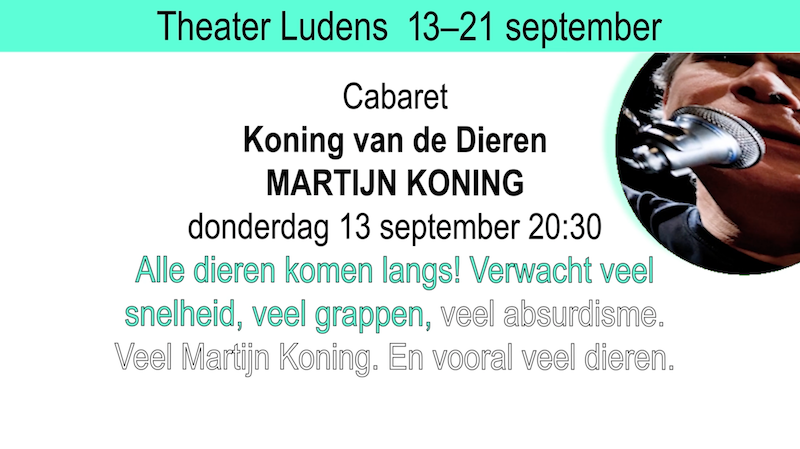 Theater Ludens 13–21 september
Cabaret
Koning van de Dieren
MARTIJN KONING
donderdag 13 september 20:30
Alle dieren komen langs! Verwacht veel
snelheid, veel grappen, veel absurdisme.
Veel Martijn Koning. En vooral veel dieren.